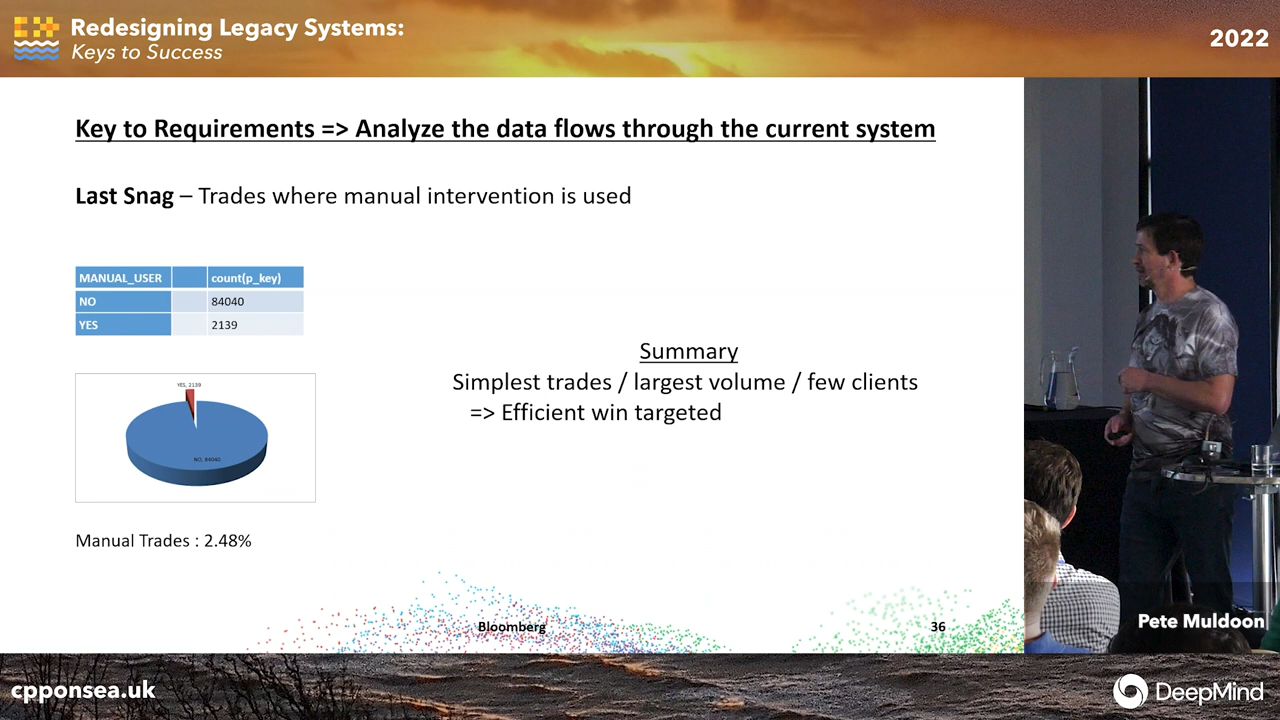 Redesigning Legacy Systems:
Keys to Success
2022
Key to Requirements => Analyze the data flows through the current system
Last Snag – Trades where manual intervention is used
MANUAL_USER count(p_key)
NO 84040
YES 2139
YES, 2139
NO, 84040
Manual Trades : 2.48%
Summary
Simplest trades / largest volume / few clients
=> Efficient win targeted
Bloomberg
36
Pete Muldoon
cpponsea.uk
DeepMind